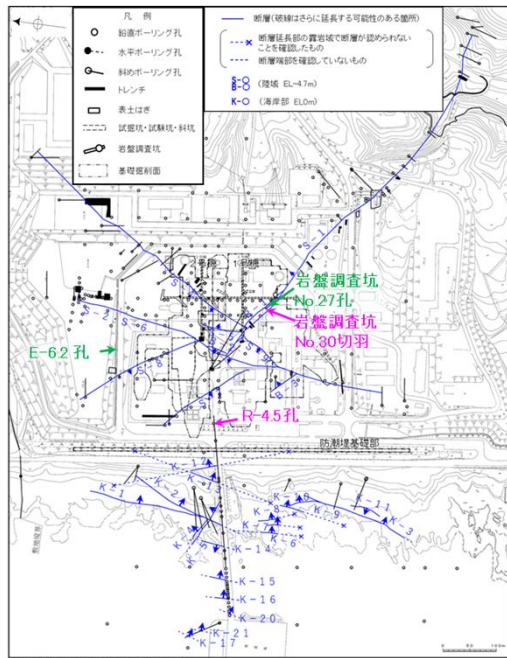 凡 例
鉛直ボーリング孔
水平ボーリング孔
斜めボーリング孔
トレンチ
表土はぎ
試掘坑・試験坑・斜坑
岩盤調査坑
基礎掘削面
断層(破線はさらに延長する可能性のある箇所)
断層延長部の露岩域で断層が認められない
ことを確認したもの
断層端部を確認していないもの
S-○
B-○
(陸域 EL-4.7m)
K-○
(海岸部 EL0m)
S-1
岩盤調査坑
No.27孔
岩盤調査坑
No.30切羽
S-2、S-6
E-6.2 孔
R-4.5孔
防潮堤基礎部
K-12
K-1
K-2
K-11
K-9
K-8
K-7
K-6
K-3
K-14
K-15
K-16
K-20
K-21
K-17
0 50 100m